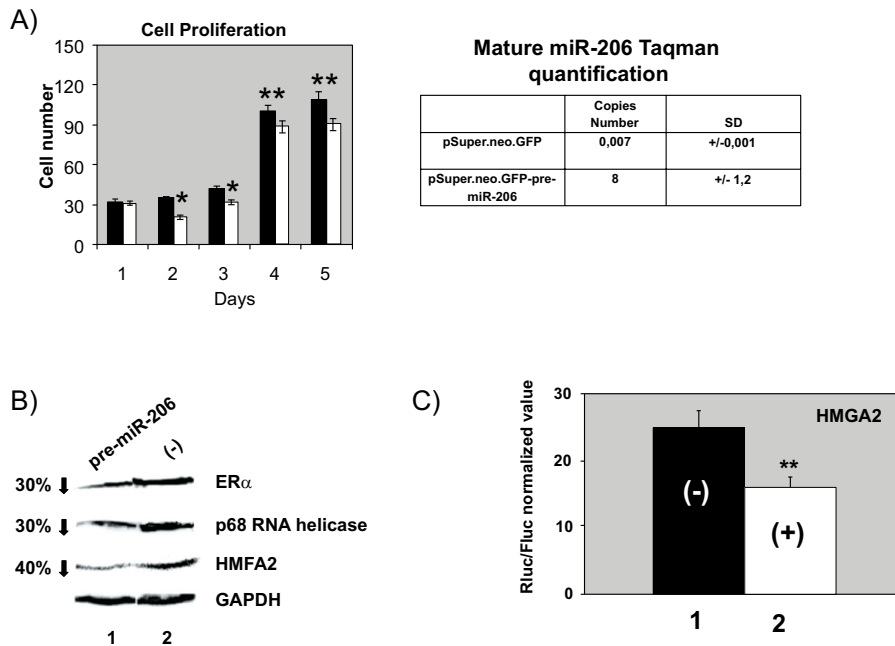 A)
Cell Proliferation
150
120
90
60
30
0
Cell number
* * ** **
1 2 3 4 5
Days
Mature miR-206 Taqman
quantification
Copies
Number
SD
pSuper.neo.GFP
0,007
+/-0,001
pSuper.neo.GFP-pre-
miR-206
8
+/- 1,2
B)
pre-miR-206
(-)
30%
ERα
30%
p68 RNA helicase
40%
HMFA2
GAPDH
1 2
C)
30
20
10
0
Rluc/Fluc normalized value
HMGA2
**
(-)
(+)
1 2